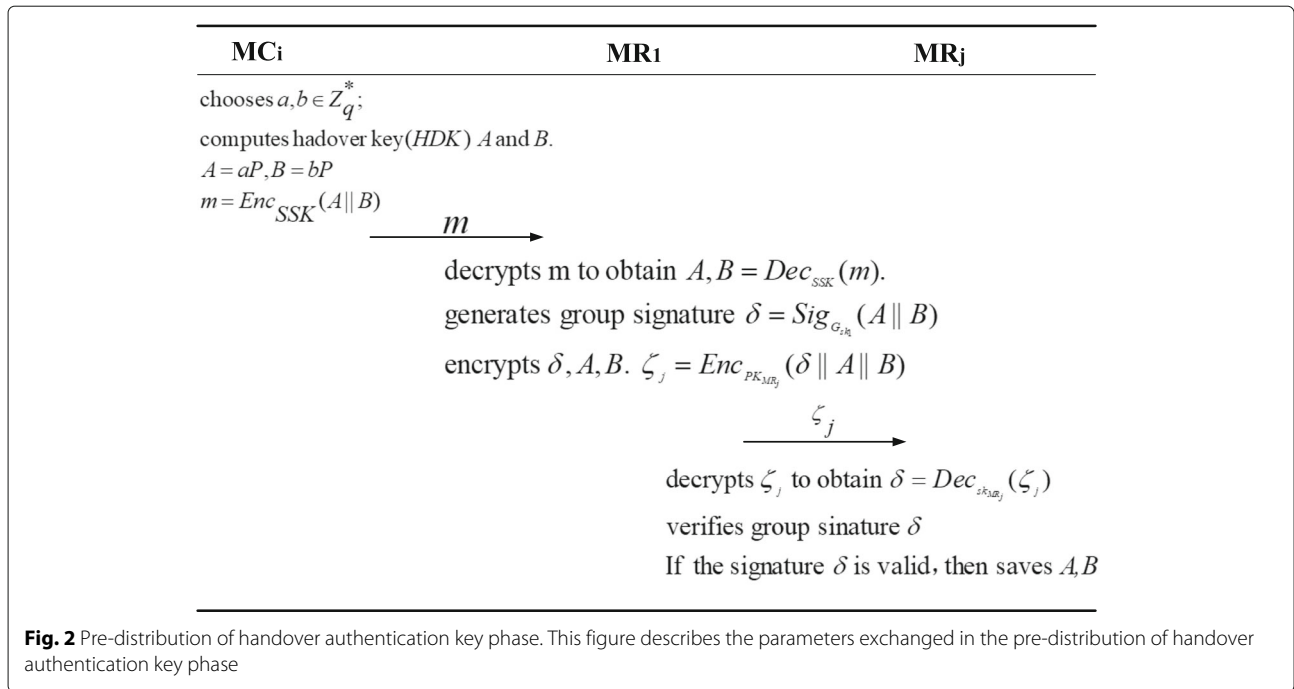 MCi MR1 MRj
chooses a,b ∈ Z*q;
computes hadover key(HDK) A and B.
A = aP, B = bP
m = Enc_SSK(A || B)
m
decrypts m to obtain A, B = Dec_SSK(m).
generates group signature δ = Sig_G_sk1(A || B)
encrypts δ, A, B. ζ_j = Enc_PK_MRj(δ || A || B)
ζ_j
decrypts ζ_j to obtain δ = Dec_sk_MRj(ζ_j)
verifies group sinature δ
If the signature δ is valid, then saves A,B
Fig. 2 Pre-distribution of handover authentication key phase. This figure describes the parameters exchanged in the pre-distribution of handover
authentication key phase